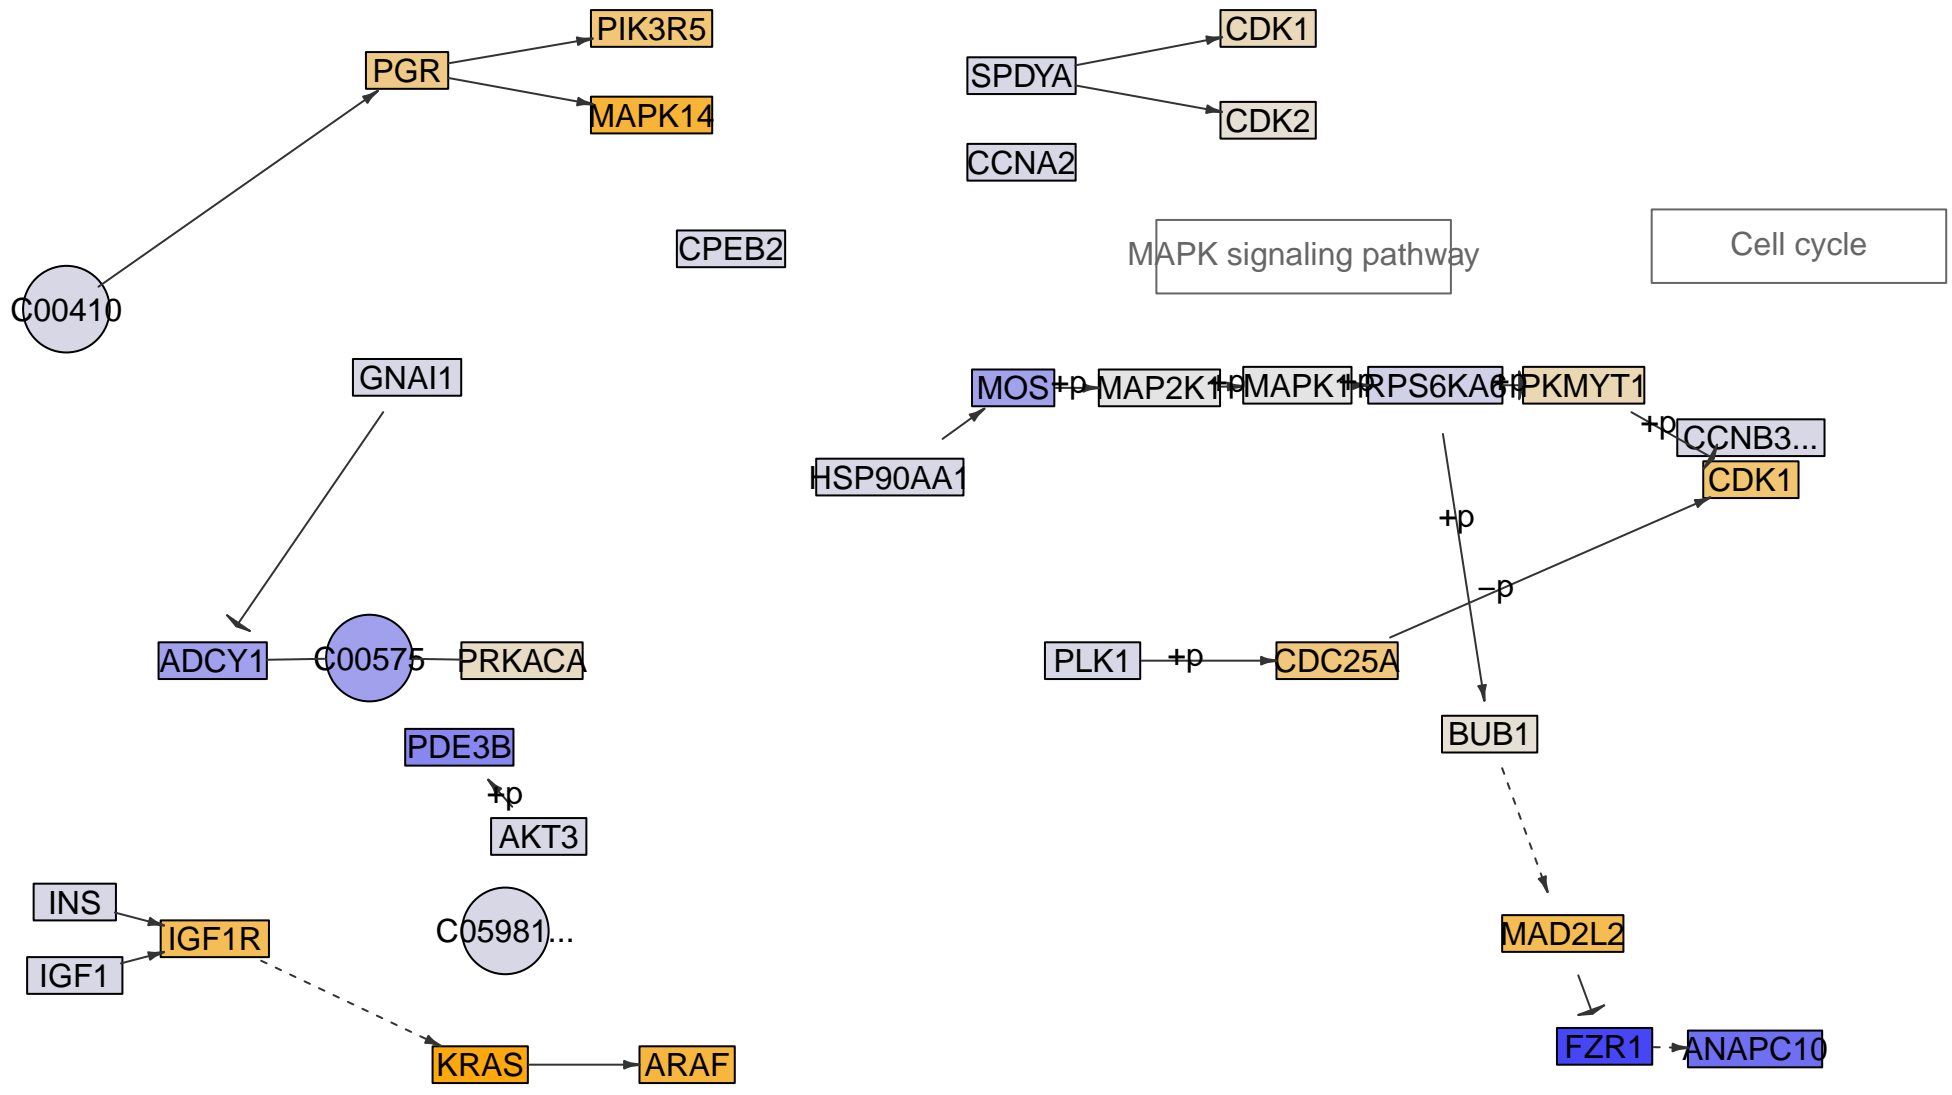 PIK3R5
CDK1
PGR
SPDYA
MAPK14
CDK2
CCNA2
CPEB2
MAPK signaling pathway
Cell cycle
C00410
GNAI1
MOS
+p
MAP2K1
+p
MAPK1
+p
RPS6KA6
+p
PKMYT1
+p
CCNB3...
HSP90AA1
CDK1
+p
−p
ADCY1
C00575
PRKACA
PLK1
+p
CDC25A
BUB1
PDE3B
+p
AKT3
INS
IGF1R
C05981...
MAD2L2
IGF1
FZR1
ANAPC10
KRAS
ARAF